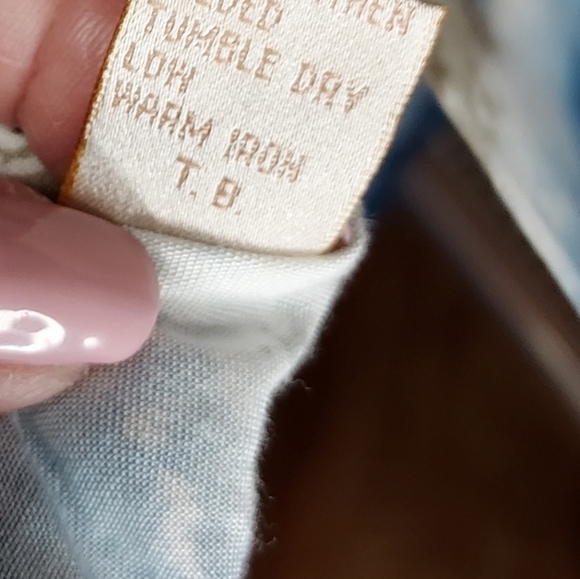 TUMBLE DRY
LOW
WARM IRON
T. B.